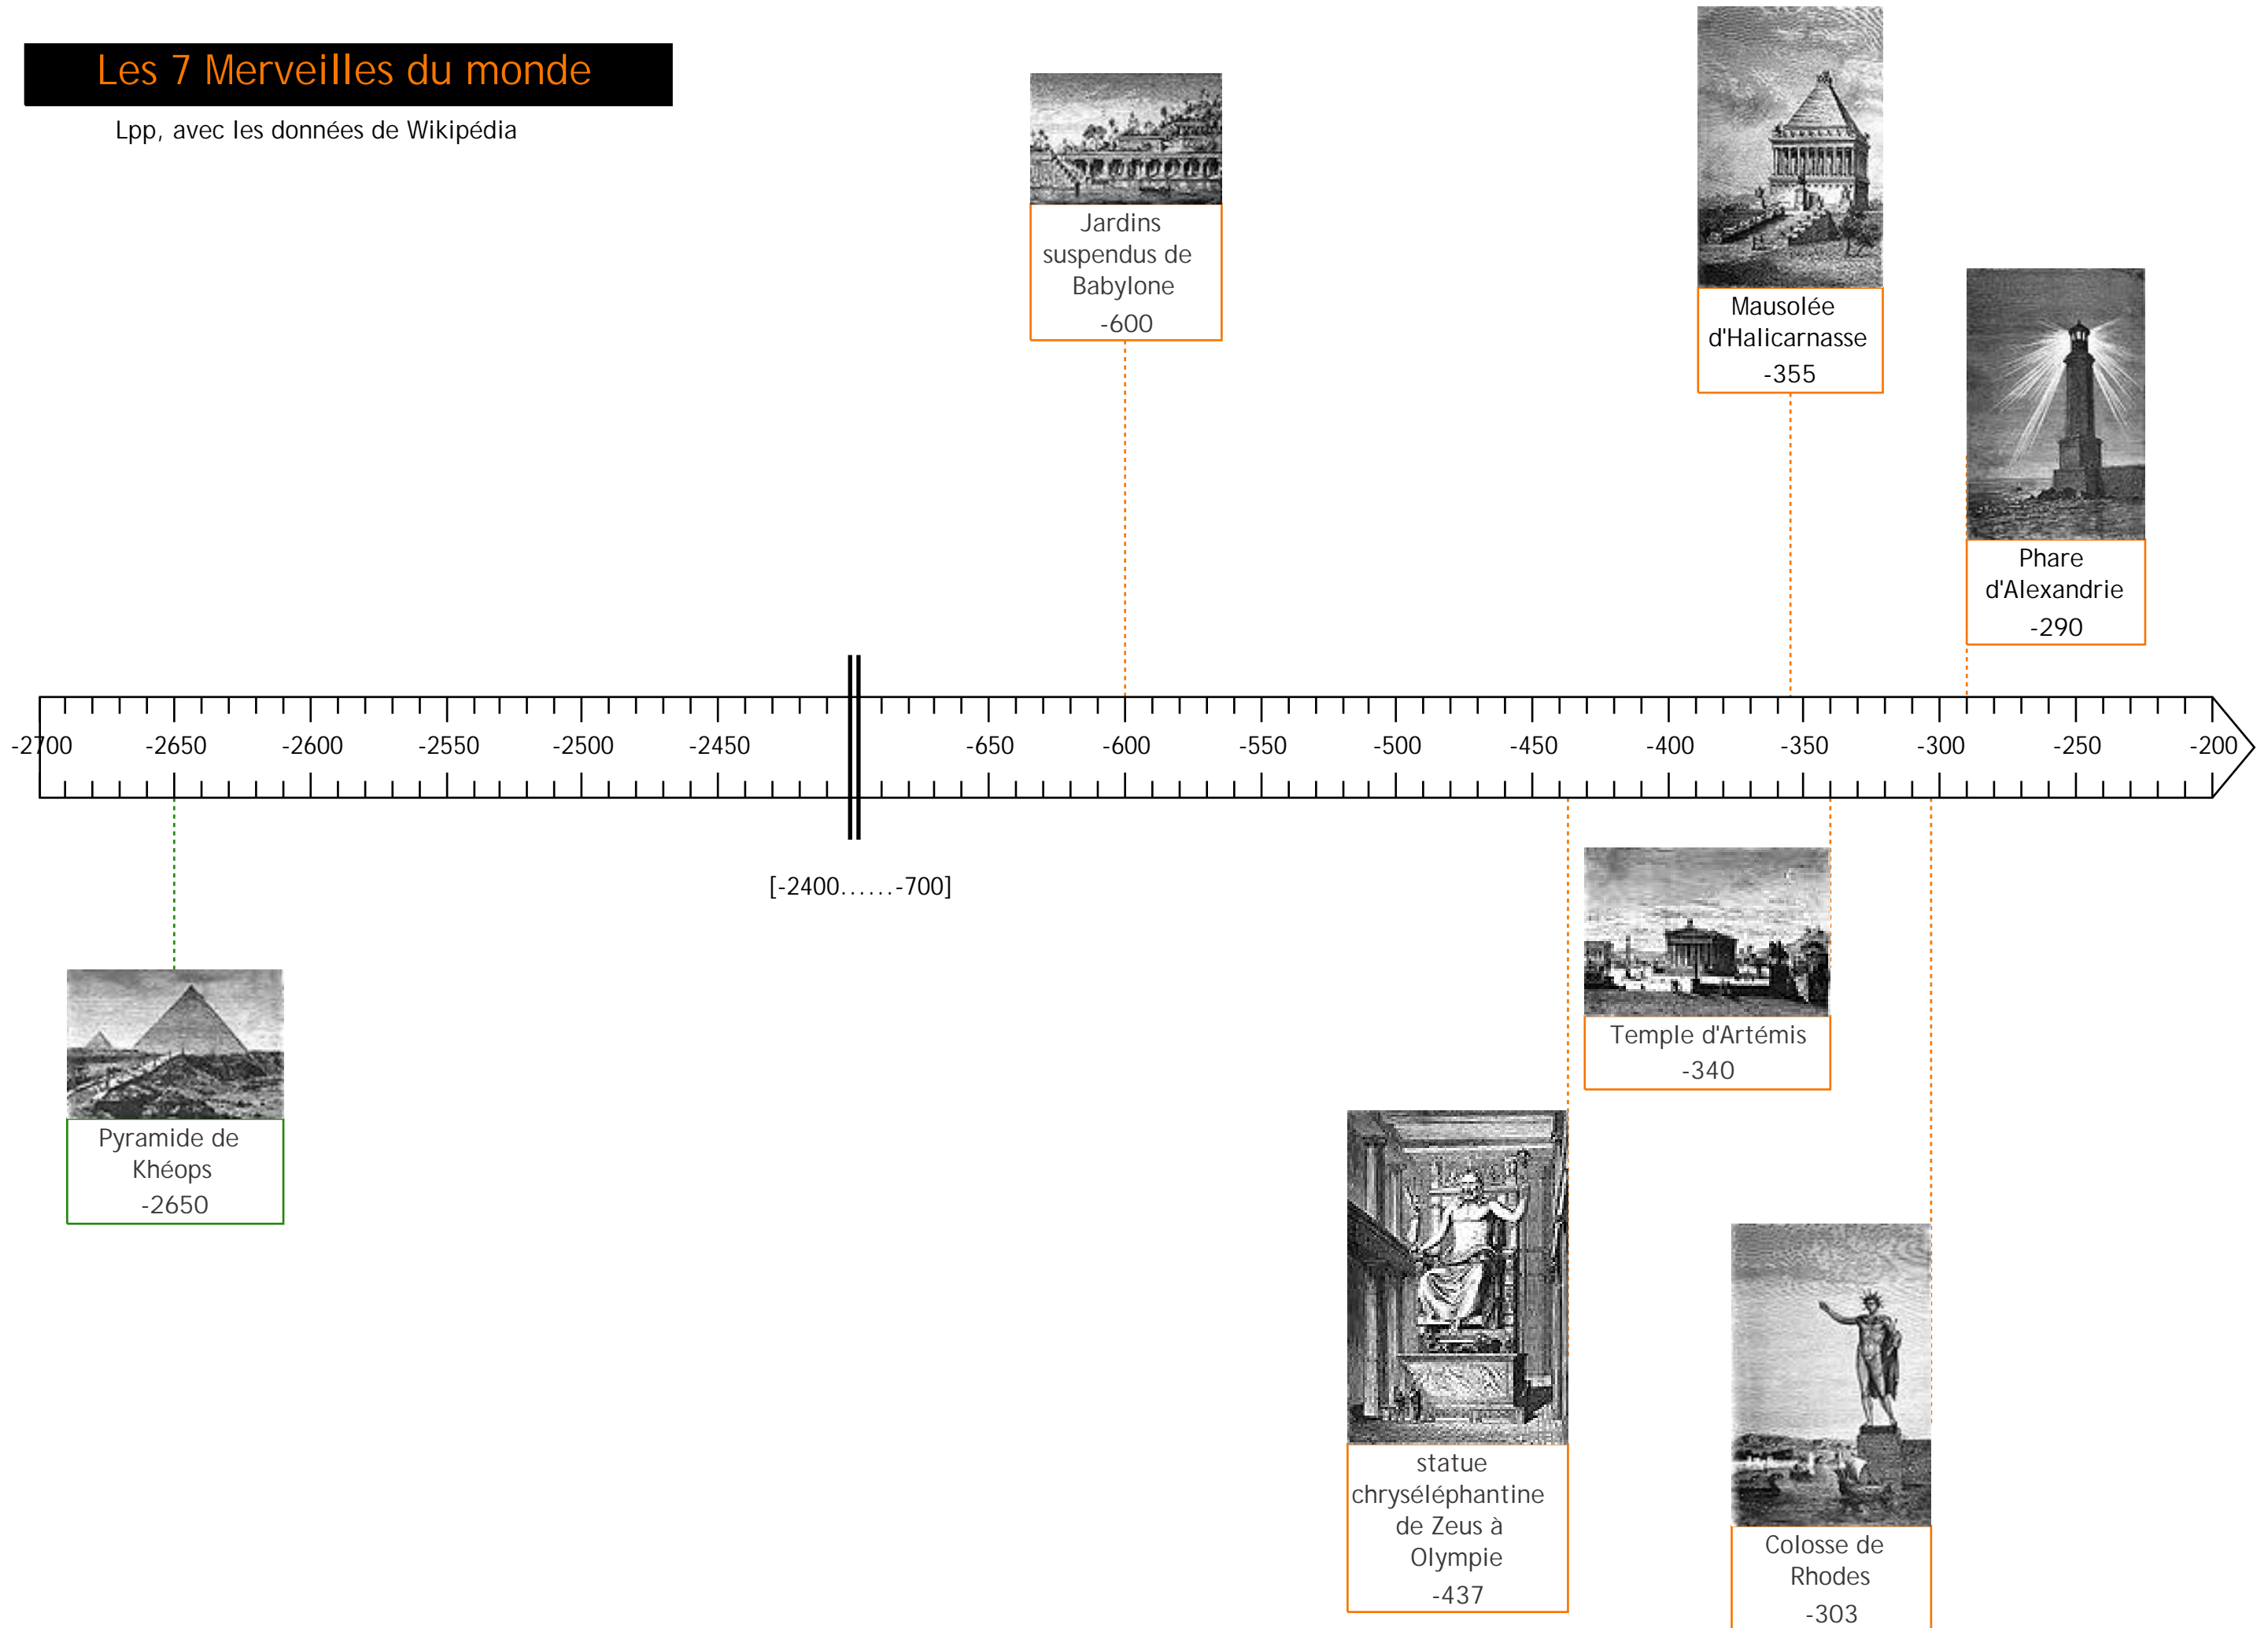 Les 7 Merveilles du monde
Lpp, avec les données de Wikipédia
Jardins
suspendus de
Babylone
-600
Mausolée
d'Halicarnasse
-355
Phare
d'Alexandrie
-290
-2700 -2650 -2600 -2550 -2500 -2450 -650 -600 -550 -500 -450 -400 -350 -300 -250 -200
[-2400......-700]
Pyramide de
Khéops
-2650
Temple d'Artémis
-340
statue
chryséléphantine
de Zeus à
Olympie
-437
Colosse de
Rhodes
-303